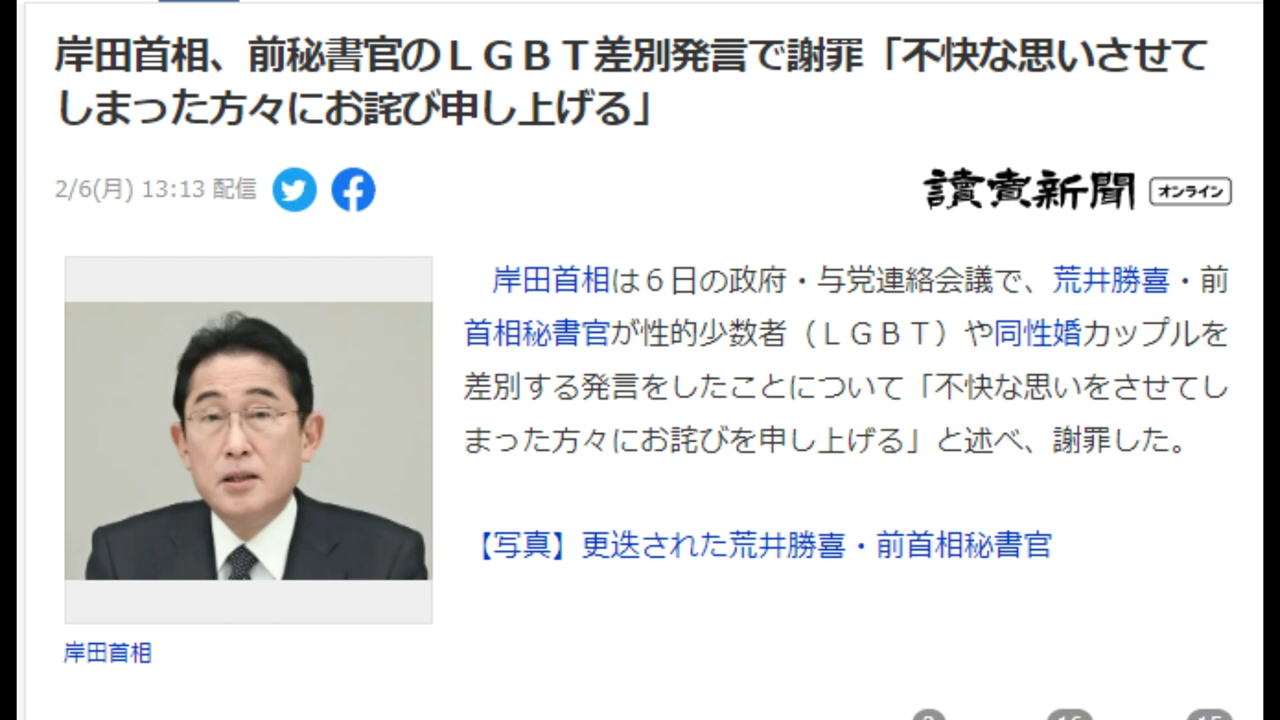 岸田首相、前秘書官のＬＧＢＴ差別発言で謝罪「不快な思いさせて
しまった方々にお詫び申し上げる」
2/6(月) 13:13 配信
讀賣新聞 オンライン
岸田首相は６日の政府・与党連絡会議で、荒井勝喜・前
首相秘書官が性的少数者（ＬＧＢＴ）や同性婚カップルを
差別する発言をしたことについて「不快な思いをさせてし
まった方々にお詫びを申し上げる」と述べ、謝罪した。
【写真】更迭された荒井勝喜・前首相秘書官
岸田首相